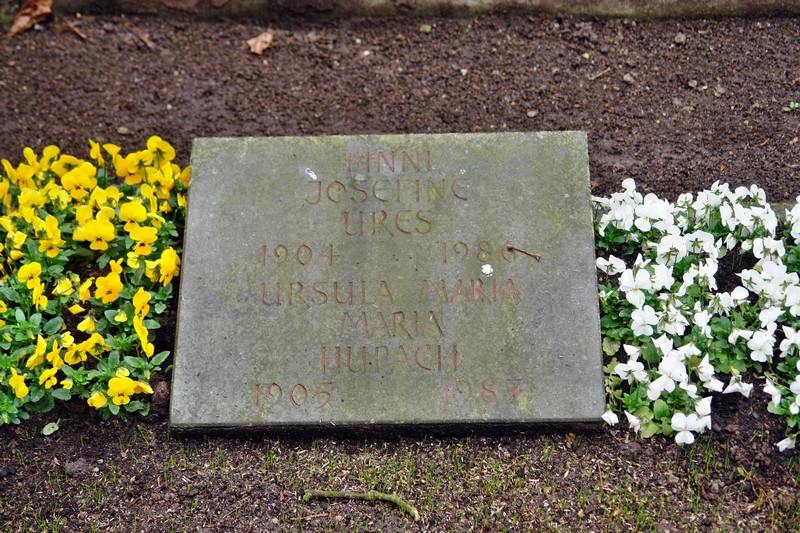 FINNI
JOSEFINE
URES
1904 1986
URSULA MARIA
MARIA
HUPACH
1905 1987